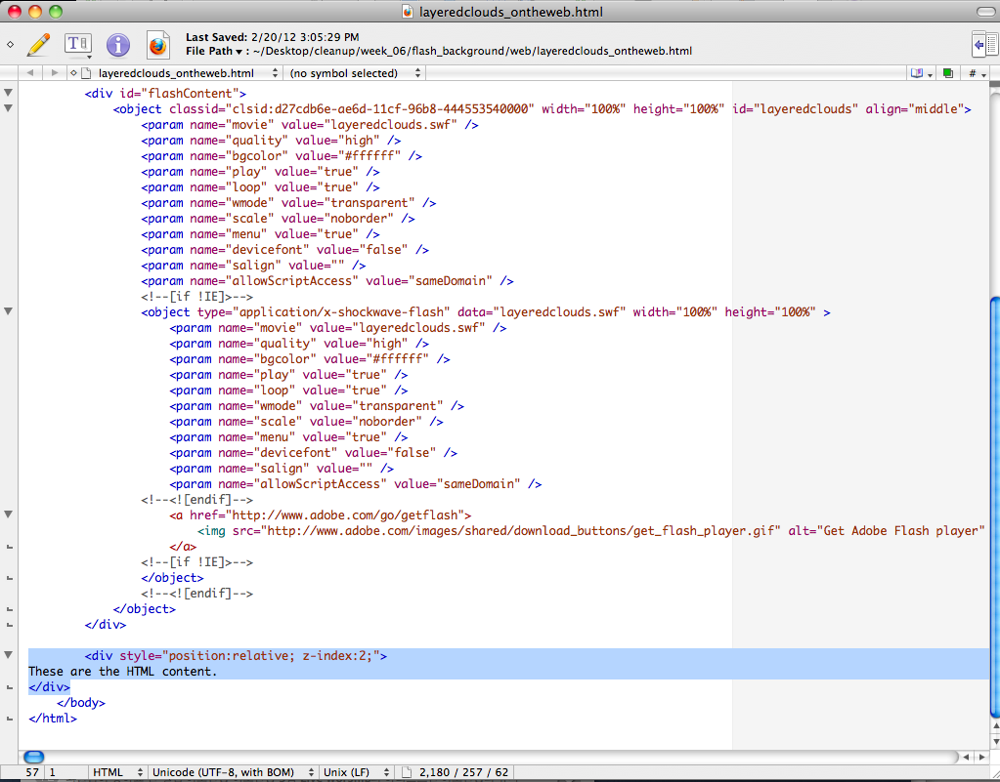 layeredclouds_ontheweb.html
Last Saved: 2/20/12 3:05:29 PM
File Path ▾ : ~/Desktop/cleanup/week_06/flash_background/web/layeredclouds_ontheweb.html
layeredclouds_ontheweb.html (no symbol selected) #
<div id="flashContent">
<object classid="clsid:d27cdb6e-ae6d-11cf-96b8-444553540000" width="100%" height="100%" id="layeredclouds" align="middle">
<param name="movie" value="layeredclouds.swf" />
<param name="quality" value="high" />
<param name="bgcolor" value="#ffffff" />
<param name="play" value="true" />
<param name="loop" value="true" />
<param name="wmode" value="transparent" />
<param name="scale" value="noborder" />
<param name="menu" value="true" />
<param name="devicefont" value="false" />
<param name="salign" value="" />
<param name="allowScriptAccess" value="sameDomain" />
<!--[if !IE]>-->
<object type="application/x-shockwave-flash" data="layeredclouds.swf" width="100%" height="100%" >
<param name="movie" value="layeredclouds.swf" />
<param name="quality" value="high" />
<param name="bgcolor" value="#ffffff" />
<param name="play" value="true" />
<param name="loop" value="true" />
<param name="wmode" value="transparent" />
<param name="scale" value="noborder" />
<param name="menu" value="true" />
<param name="devicefont" value="false" />
<param name="salign" value="" />
<param name="allowScriptAccess" value="sameDomain" />
<!--<![endif]-->
<a href="http://www.adobe.com/go/getflash">
<img src="http://www.adobe.com/images/shared/download_buttons/get_flash_player.gif" alt="Get Adobe Flash player"
</a>
<!--[if !IE]>-->
</object>
<!--<![endif]-->
</object>
</div>
<div style="position:relative; z-index:2;">
These are the HTML content.
</div>
</body>
</html>
57 1 HTML Unicode (UTF-8, with BOM) Unix (LF) 2,180 / 257 / 62